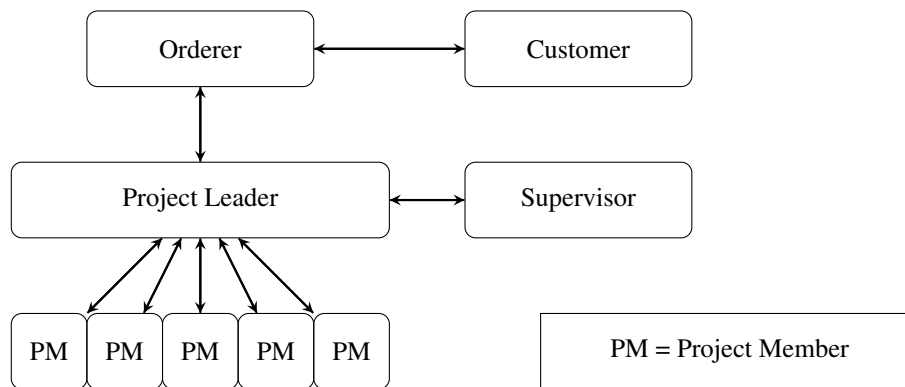 Orderer
Customer
Project Leader
Supervisor
PM
PM
PM
PM
PM
PM = Project Member